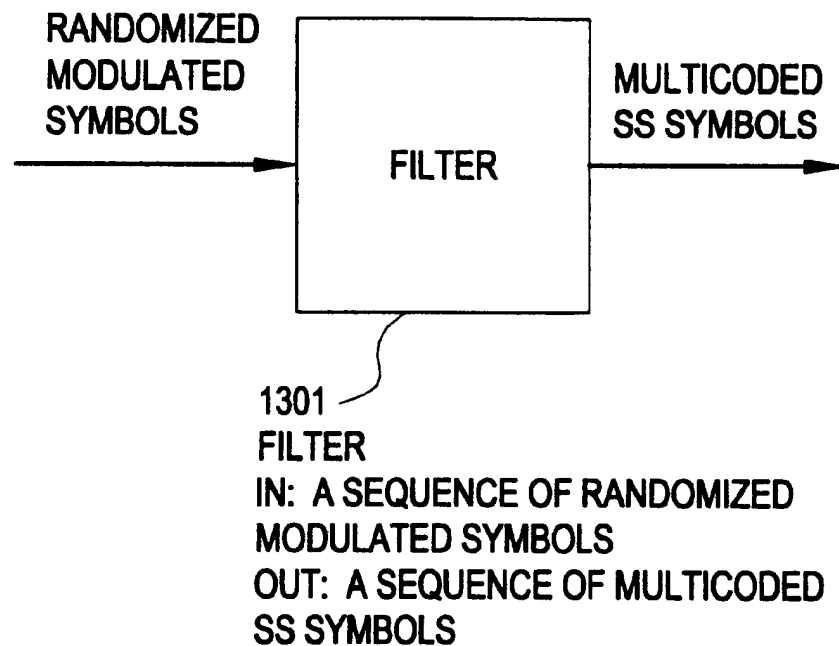 RANDOMIZED
MODULATED
SYMBOLS
FILTER
MULTICODED
SS SYMBOLS
1301
FILTER
IN: A SEQUENCE OF RANDOMIZED
MODULATED SYMBOLS
OUT: A SEQUENCE OF MULTICODED
SS SYMBOLS